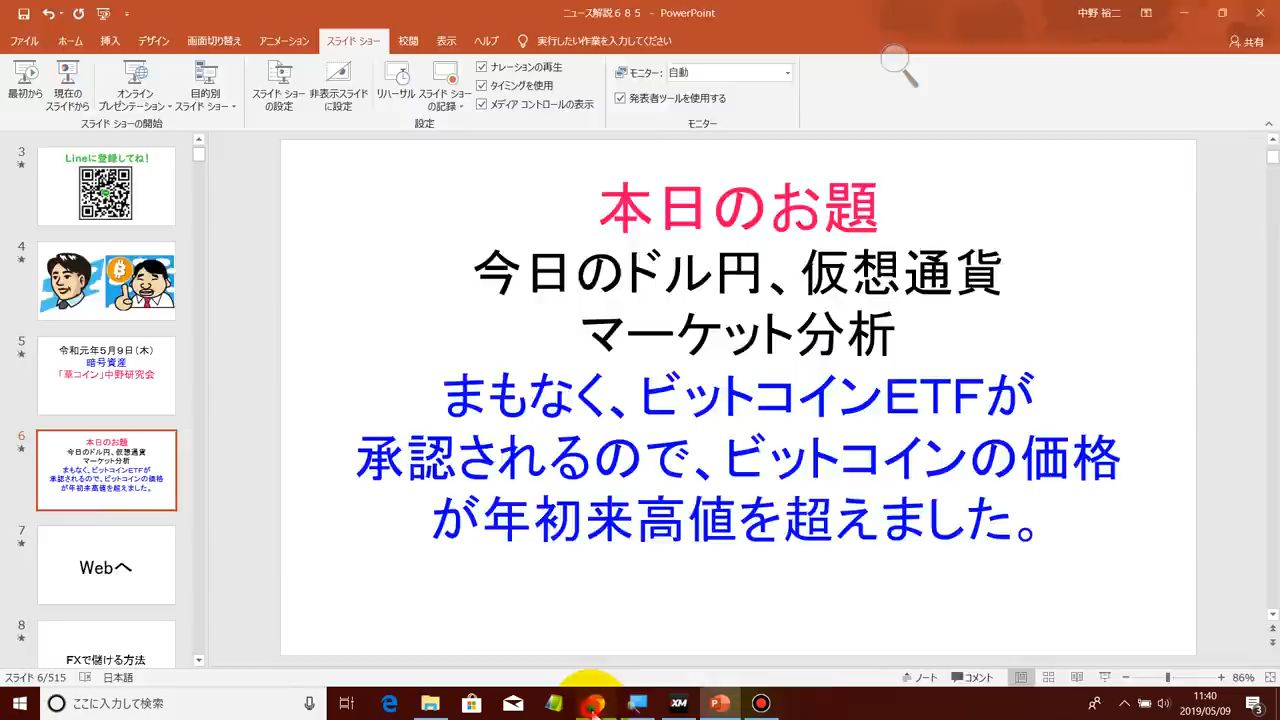 ニュース解説６８５ - PowerPoint
中野 裕二
ファイル ホーム 挿入 デザイン 画面切り替え アニメーション スライド ショー 校閲 表示 ヘルプ 実行したい作業を入力してください 共有
最初から
現在の
スライドから
オンライン
プレゼンテーション
目的別
スライド ショー
スライド ショーの開始
スライド ショー
の設定
非表示スライド
に設定
リハーサル
スライド ショー
の記録
ナレーションの再生
タイミングを使用
メディア コントロールの表示
設定
モニター: 自動
発表者ツールを使用する
モニター
3
Lineに登録してね!
4
5
令和元年５月９日（木）
暗号資産
「草コイン」中野研究会
6
本日のお題
今日のドル円、仮想通貨
マーケット分析
まもなく、ビットコインETFが
承認されるので、ビットコインの価格
が年初来高値を超えました。
7
Webへ
8
FXで儲ける方法
本日のお題
今日のドル円、仮想通貨
マーケット分析
まもなく、ビットコインＥＴＦが
承認されるので、ビットコインの価格
が年初来高値を超えました。
スライド 6/515 日本語 ノート コメント 86%
ここに入力して検索
XM
11:40
2019/05/09
3